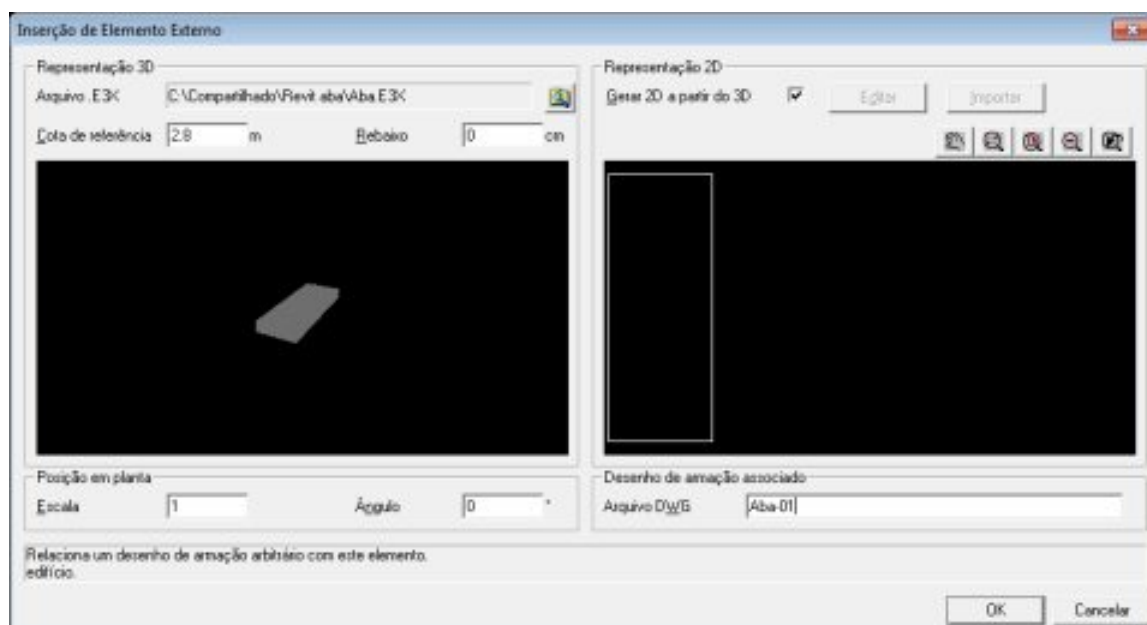 Inserção de Elemento Externo
Representação 3D
Arquivo .E3X C:\Compartilhado\Revit aba\Aba.E3X
Cota de referência 2.8 m Rebaixo 0 cm
Representação 2D
Gerar 2D a partir do 3D Editar Importar
Posição em planta
Escala 1 Ângulo 0 °
Desenho de armação associado
Arquivo DWG Aba-01
Relaciona um desenho de armação arbitrário com este elemento.
edifício.
OK Cancelar